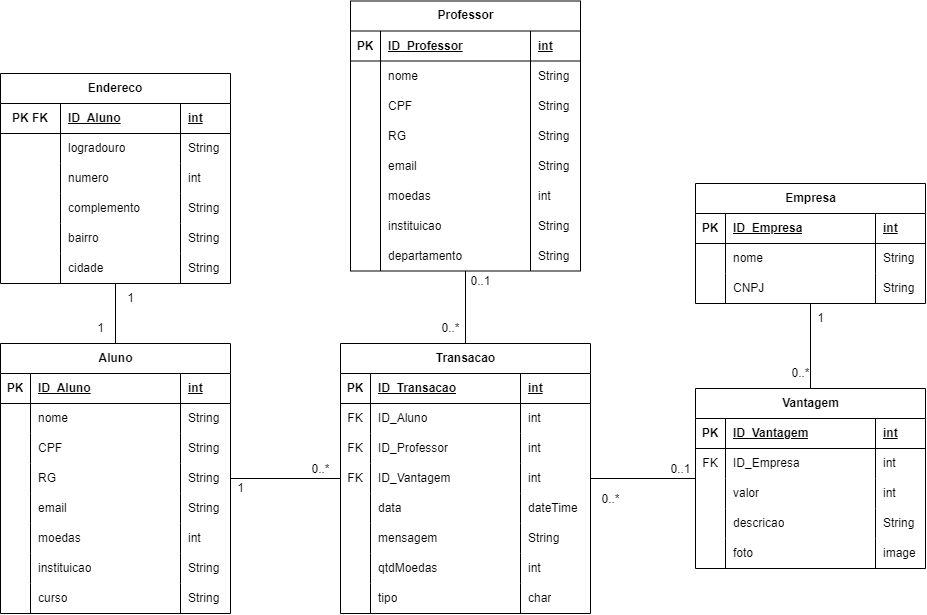 Professor
PK ID_Professor int
nome String
CPF String
RG String
email String
moedas int
instituicao String
departamento String
0..1
0..*
Endereco
PK FK ID_Aluno int
logradouro String
numero int
complemento String
bairro String
cidade String
1
1
Empresa
PK ID_Empresa int
nome String
CNPJ String
1
0..*
Aluno
PK ID_Aluno int
nome String
CPF String
RG String
email String
moedas int
instituicao String
curso String
1
0..*
Transacao
PK ID_Transacao int
FK ID_Aluno int
FK ID_Professor int
FK ID_Vantagem int
data dateTime
mensagem String
qtdMoedas int
tipo char
0..*
0..1
Vantagem
PK ID_Vantagem int
FK ID_Empresa int
valor int
descricao String
foto image